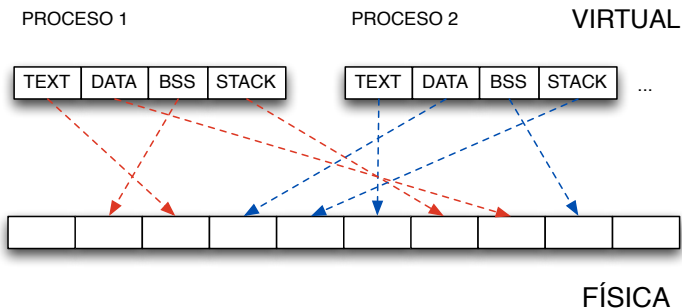 PROCESO 1 PROCESO 2 VIRTUAL
TEXT DATA BSS STACK TEXT DATA BSS STACK ...
FÍSICA